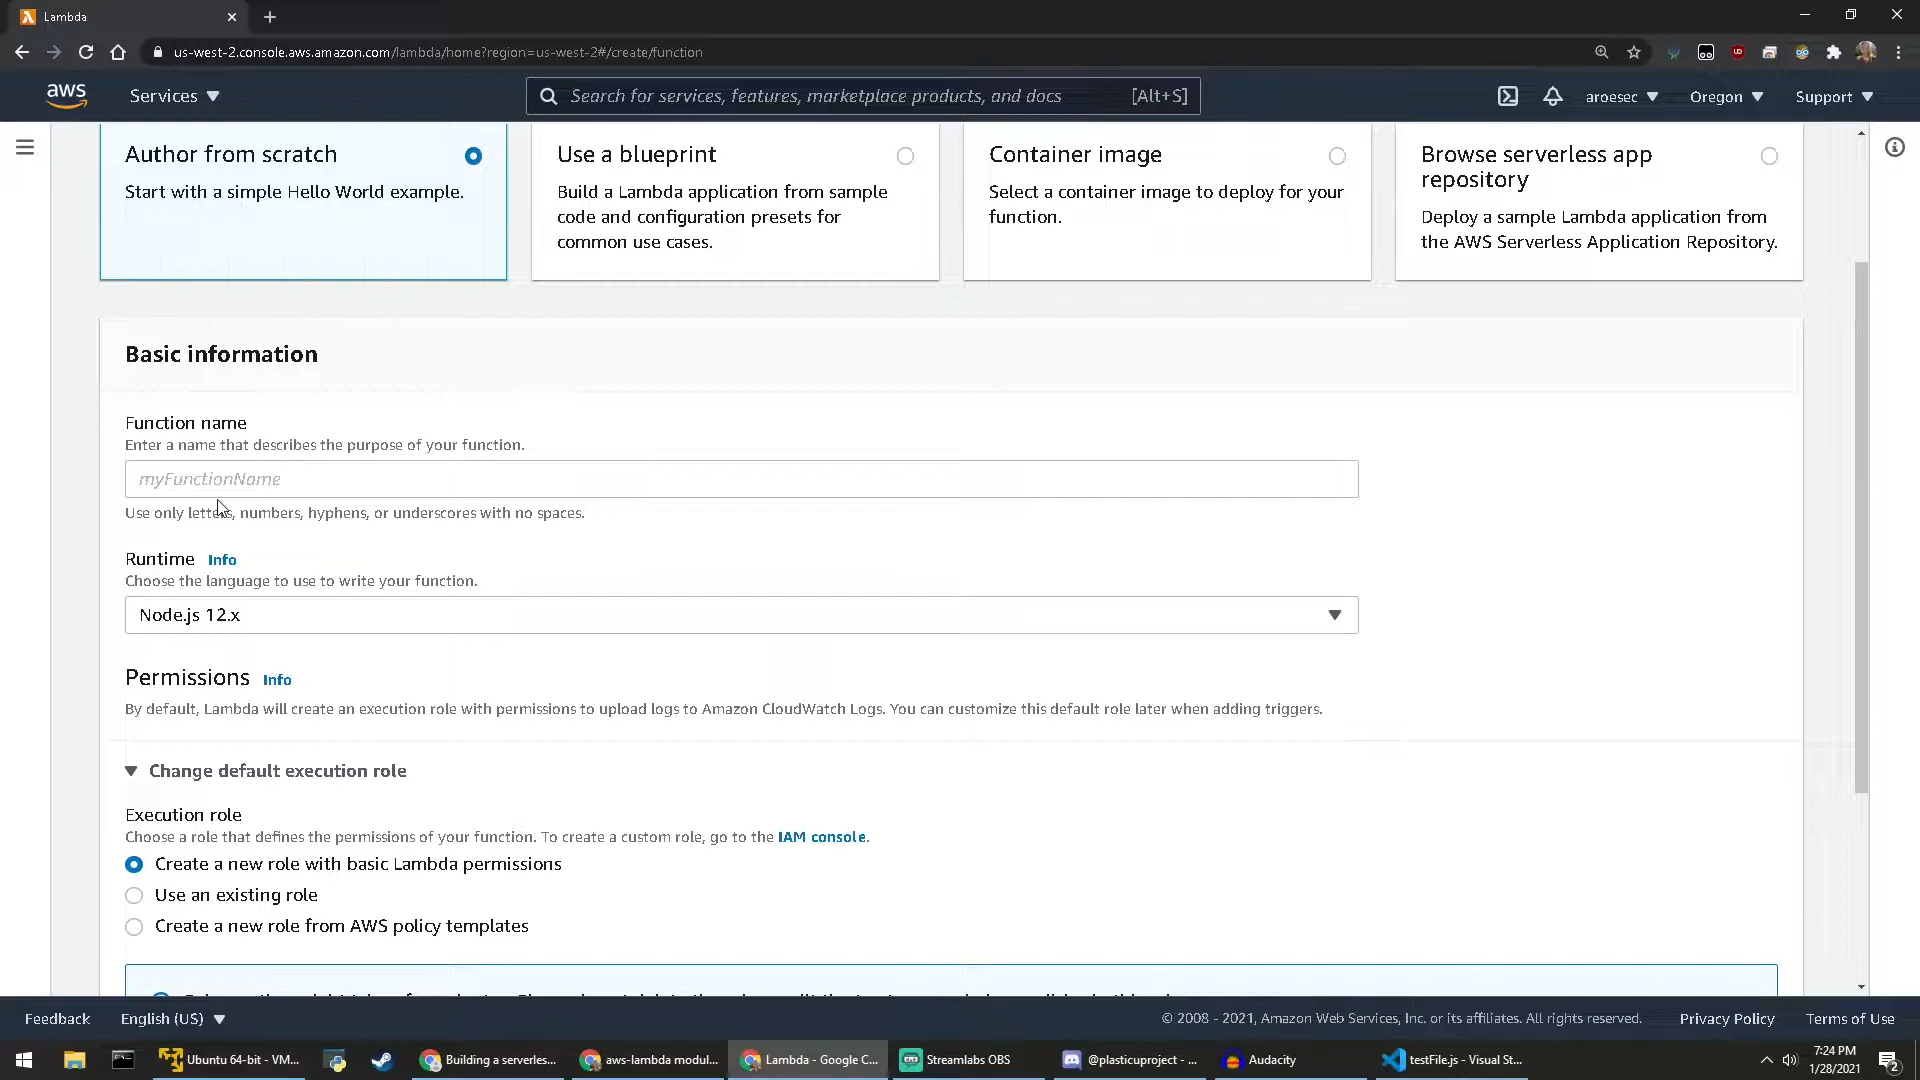 Lambda
us-west-2.console.aws.amazon.com/lambda/home?region=us-west-2#/create/function
aws
Services
Search for services, features, marketplace products, and docs
[Alt+S]
aroesec
Oregon
Support
Author from scratch
Start with a simple Hello World example.
Use a blueprint
Build a Lambda application from sample
code and configuration presets for
common use cases.
Container image
Select a container image to deploy for your
function.
Browse serverless app
repository
Deploy a sample Lambda application from
the AWS Serverless Application Repository.
Basic information
Function name
Enter a name that describes the purpose of your function.
myFunctionName
Use only letters, numbers, hyphens, or underscores with no spaces.
Runtime Info
Choose the language to use to write your function.
Node.js 12.x
Permissions Info
By default, Lambda will create an execution role with permissions to upload logs to Amazon CloudWatch Logs. You can customize this default role later when adding triggers.
Change default execution role
Execution role
Choose a role that defines the permissions of your function. To create a custom role, go to the IAM console.
Create a new role with basic Lambda permissions
Use an existing role
Create a new role from AWS policy templates
Feedback
English (US)
© 2008 - 2021, Amazon Web Services, Inc. or its affiliates. All rights reserved.
Privacy Policy
Terms of Use
Ubuntu 64-bit - VM...
Building a serverles...
aws-lambda modul...
Lambda - Google C...
Streamlabs OBS
@plasticuproject - ...
Audacity
testFile.js - Visual St...
7:24 PM
1/28/2021
2